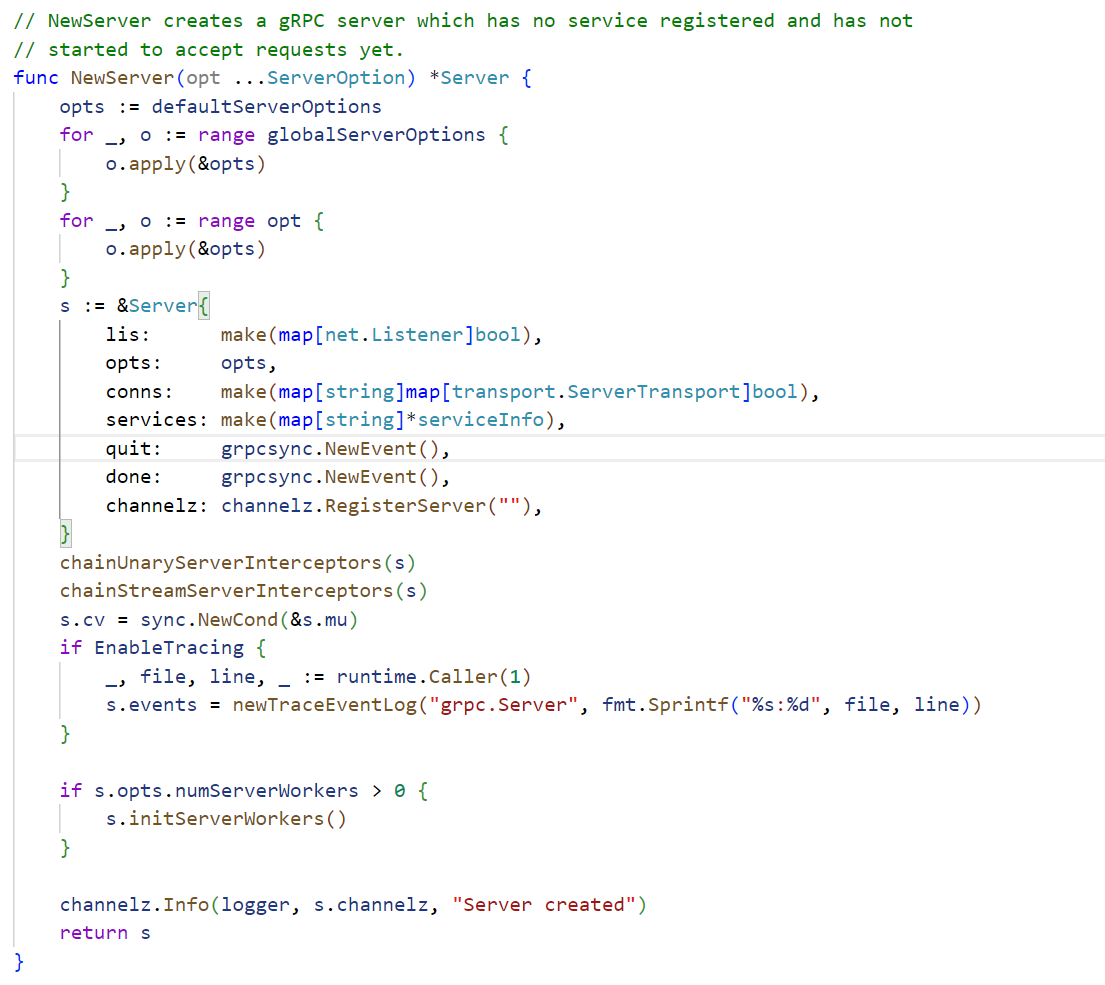 // NewServer creates a gRPC server which has no service registered and has not
// started to accept requests yet.
func NewServer(opt ...ServerOption) *Server {
    opts := defaultServerOptions
    for _, o := range globalServerOptions {
        o.apply(&opts)
    }
    for _, o := range opt {
        o.apply(&opts)
    }
    s := &Server{
        lis:      make(map[net.Listener]bool),
        opts:     opts,
        conns:    make(map[string]map[transport.ServerTransport]bool),
        services: make(map[string]*serviceInfo),
        quit:     grpcsync.NewEvent(),
        done:     grpcsync.NewEvent(),
        channelz: channelz.RegisterServer(""),
    }
    chainUnaryServerInterceptors(s)
    chainStreamServerInterceptors(s)
    s.cv = sync.NewCond(&s.mu)
    if EnableTracing {
        _, file, line, _ := runtime.Caller(1)
        s.events = newTraceEventLog("grpc.Server", fmt.Sprintf("%s:%d", file, line))
    }

    if s.opts.numServerWorkers > 0 {
        s.initServerWorkers()
    }

    channelz.Info(logger, s.channelz, "Server created")
    return s
}